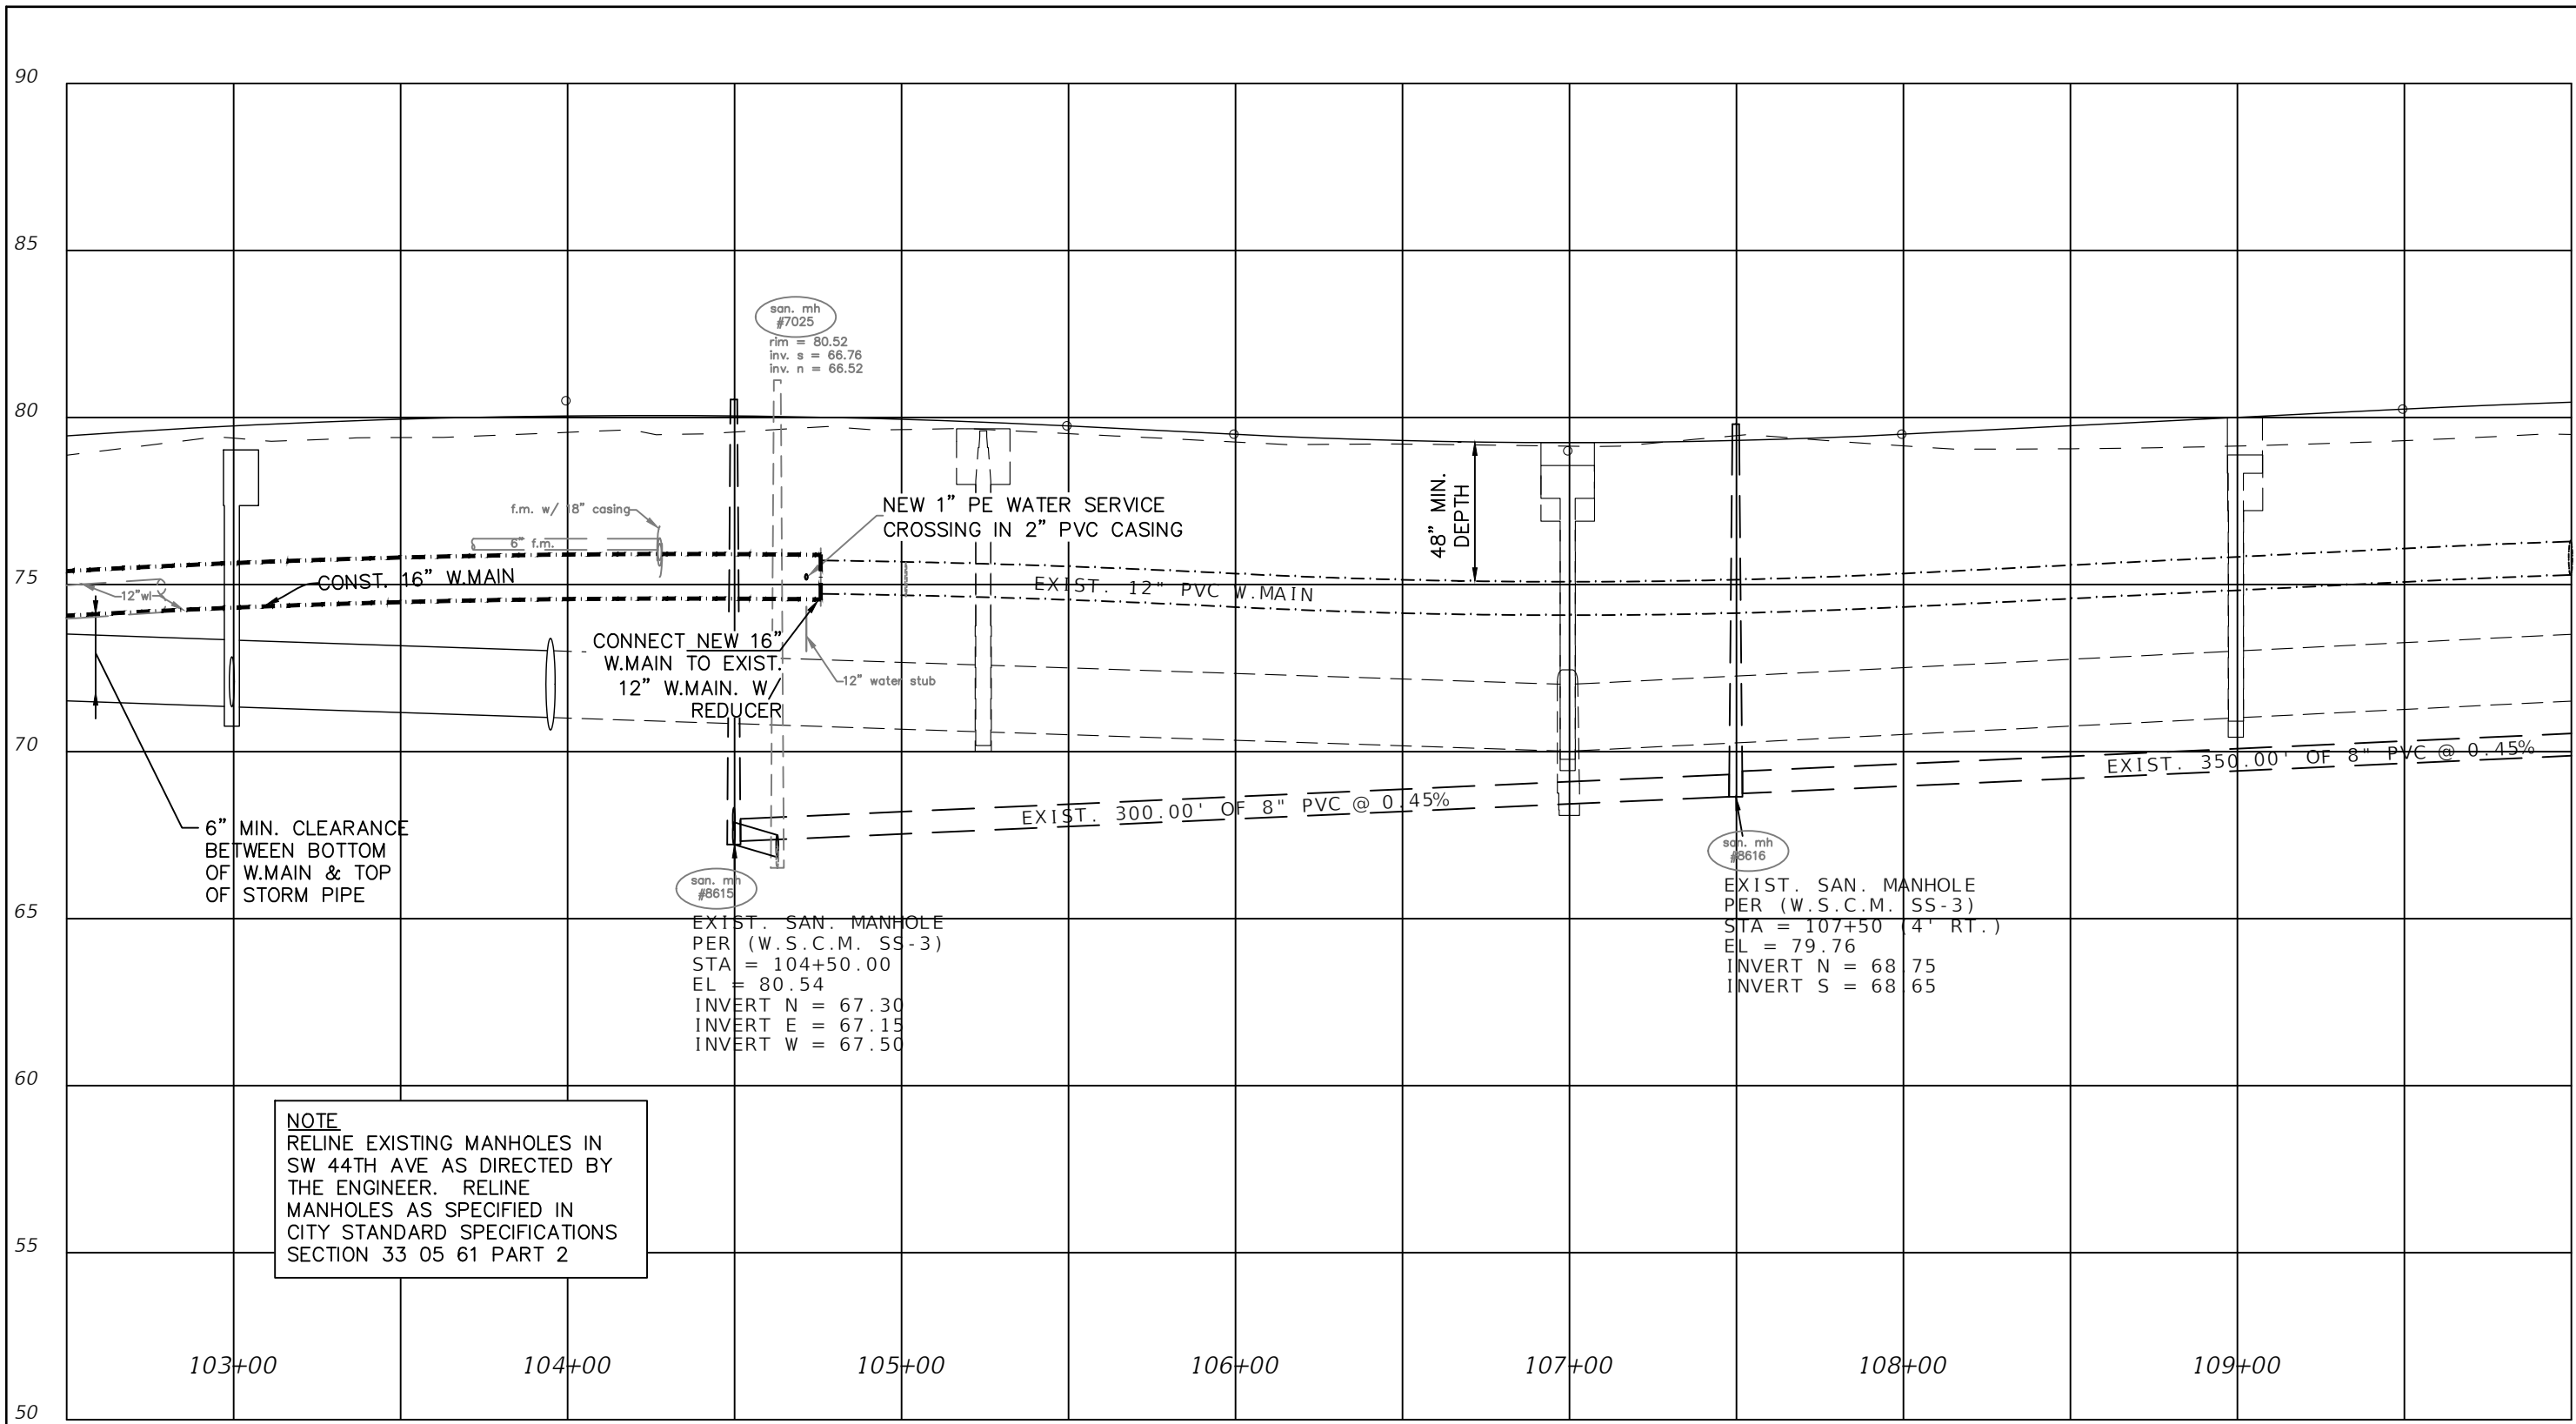 90
85
80
75
70
65
60
55
50
san. mh
#7025
rim = 80.52
inv. s = 66.76
inv. n = 66.52
f.m. w/ 18" casing
6" f.m.
NEW 1" PE WATER SERVICE
CROSSING IN 2" PVC CASING
48" MIN.
DEPTH
CONST. 16" W.MAIN
12"wl
EXIST. 12" PVC W.MAIN
CONNECT NEW 16"
W.MAIN TO EXIST.
12" W.MAIN. W/
REDUCER
12" water stub
6" MIN. CLEARANCE
BETWEEN BOTTOM
OF W.MAIN & TOP
OF STORM PIPE
EXIST. 300.00' OF 8" PVC @ 0.45%
EXIST. 350.00' OF 8" PVC @ 0.45%
san. mh
#8615
EXIST. SAN. MANHOLE
PER (W.S.C.M. SS-3)
STA = 104+50.00
EL = 80.54
INVERT N = 67.30
INVERT E = 67.15
INVERT W = 67.50
san. mh
#8616
EXIST. SAN. MANHOLE
PER (W.S.C.M. SS-3)
STA = 107+50 (4' RT.)
EL = 79.76
INVERT N = 68.75
INVERT S = 68.65
NOTE
RELINE EXISTING MANHOLES IN
SW 44TH AVE AS DIRECTED BY
THE ENGINEER. RELINE
MANHOLES AS SPECIFIED IN
CITY STANDARD SPECIFICATIONS
SECTION 33 05 61 PART 2
103+00
104+00
105+00
106+00
107+00
108+00
109+00